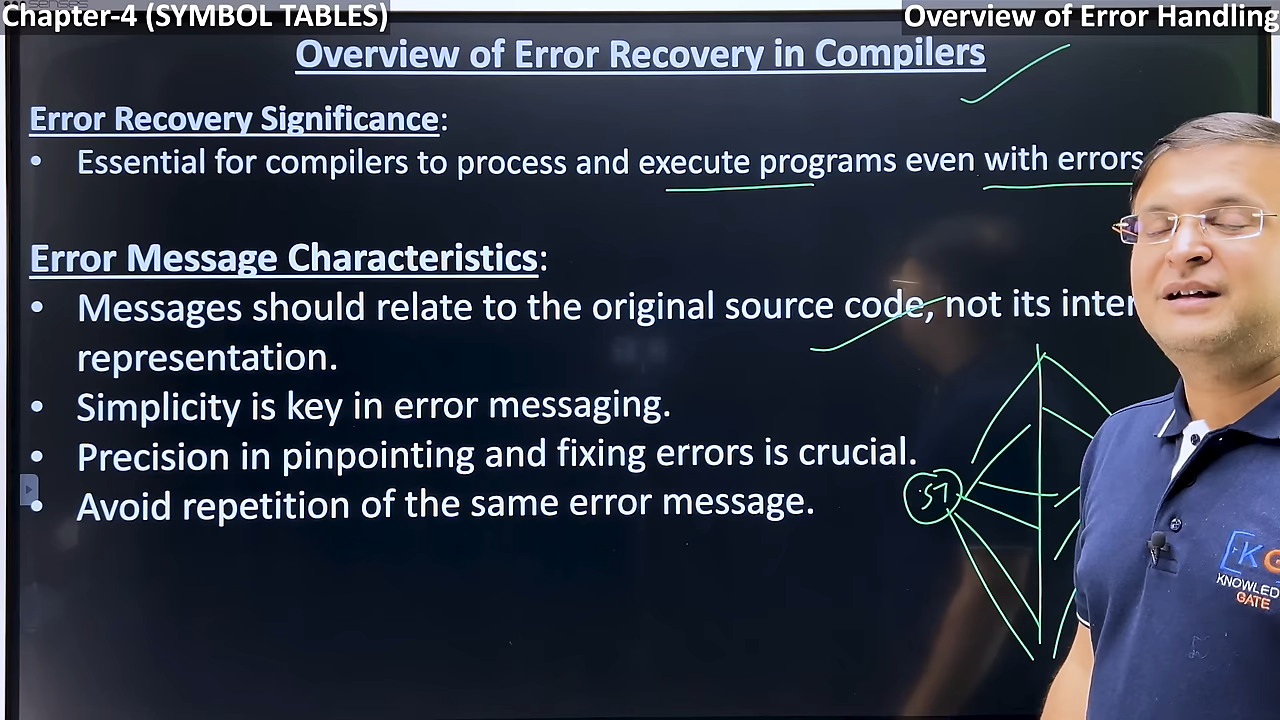 Chapter-4 (SYMBOL TABLES)
Overview of Error Handling
Overview of Error Recovery in Compilers
Error Recovery Significance:
• Essential for compilers to process and execute programs even with errors
Error Message Characteristics:
• Messages should relate to the original source code, not its inter
representation.
• Simplicity is key in error messaging.
• Precision in pinpointing and fixing errors is crucial.
• Avoid repetition of the same error message.
KG
KNOWLED
GATE